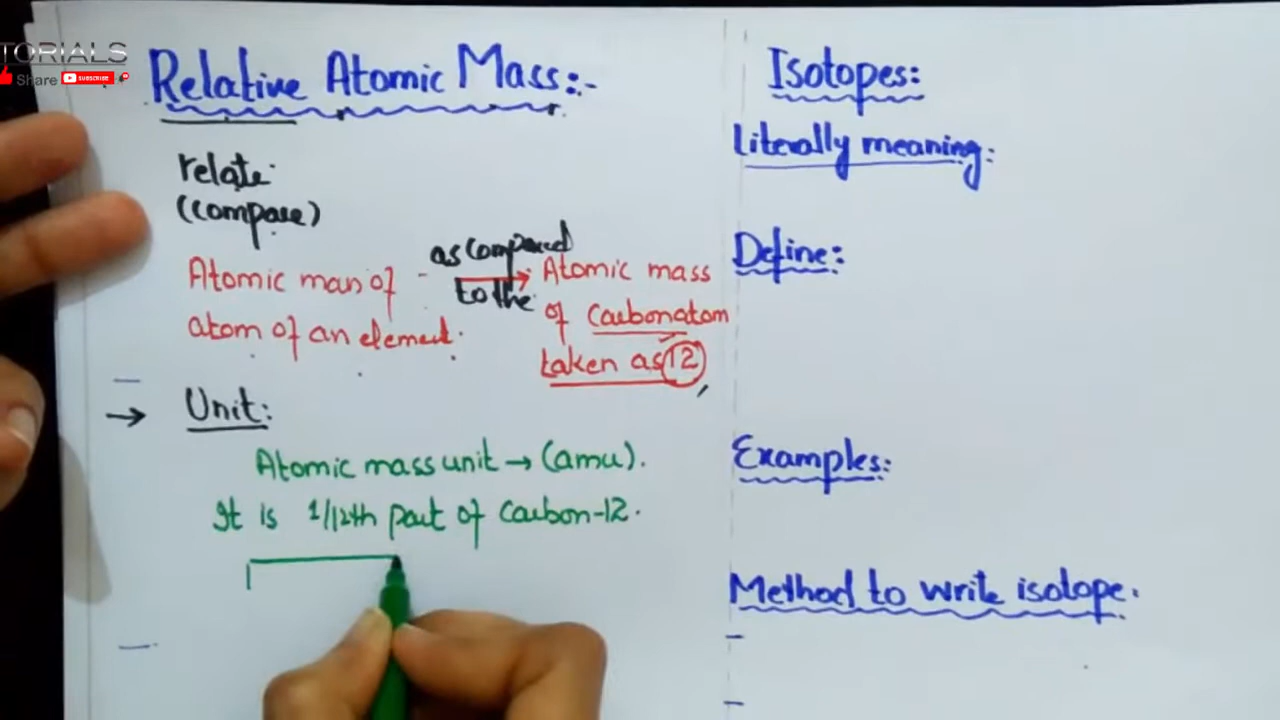 TORIALS
Share SUBSCRIBE
Relative Atomic Mass:-
relate
(compare)
Atomic mass of
atom of an element.
as compared
to the
Atomic mass
of Carbon atom
taken as 12
Unit:
Atomic mass unit → (amu).
It is 1/12th part of Carbon-12.
Isotopes:
Literally meaning:
Define:
Examples:
Method to write isotope.